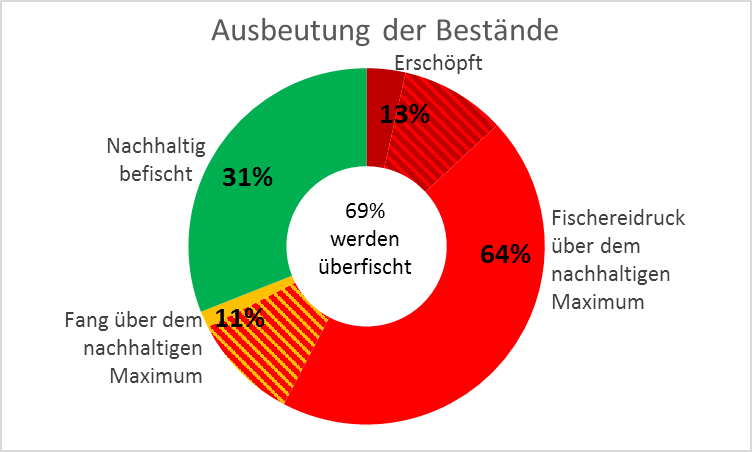 Ausbeutung der Bestände
Erschöpft
13%
Nachhaltig
befischt
31%
69%
werden
überfischt
Fischereidruck
über dem
nachhaltigen
Maximum
64%
Fang über dem
nachhaltigen
Maximum
11%